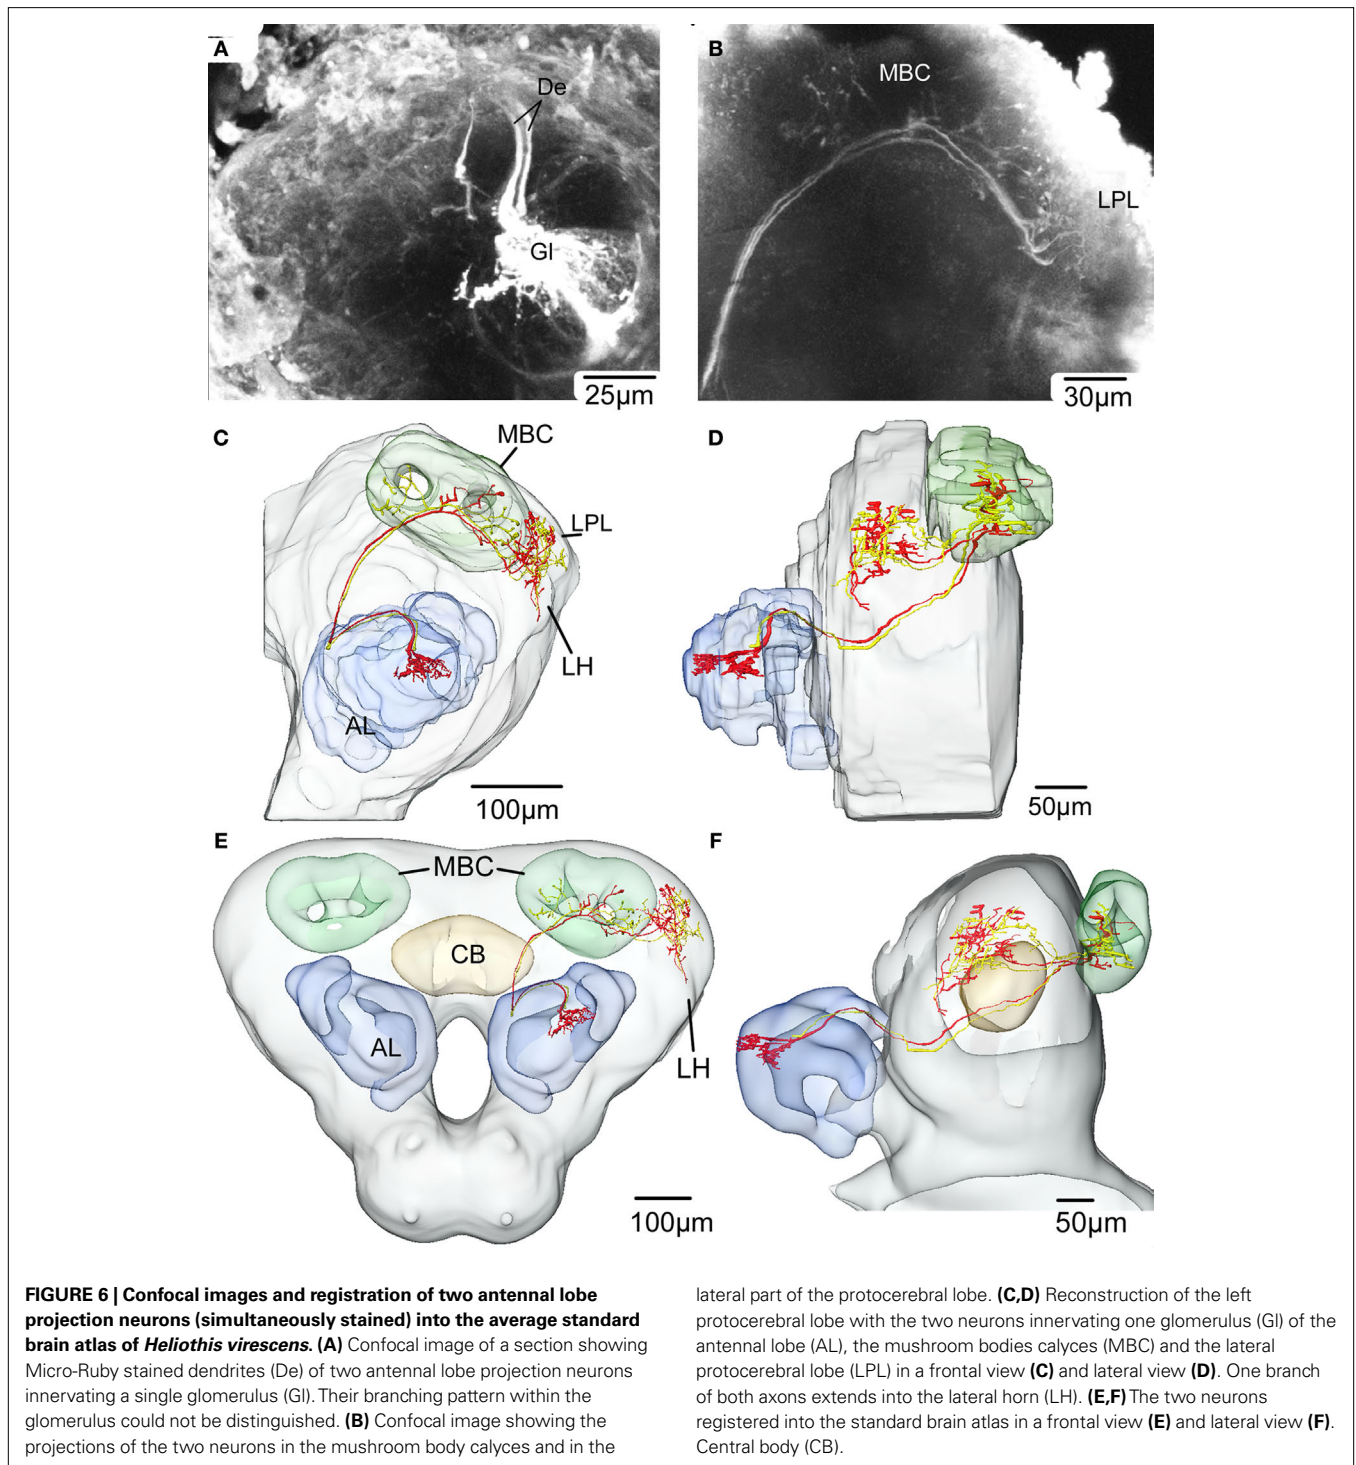 A
De
Gl
25µm
B
MBC
LPL
30µm
C
MBC
LPL
LH
AL
100µm
D
50µm
E
MBC
CB
AL
LH
100µm
F
50µm
FIGURE 6 | Confocal images and registration of two antennal lobe
projection neurons (simultaneously stained) into the average standard
brain atlas of Heliothis virescens. (A) Confocal image of a section showing
Micro-Ruby stained dendrites (De) of two antennal lobe projection neurons
innervating a single glomerulus (Gl). Their branching pattern within the
glomerulus could not be distinguished. (B) Confocal image showing the
projections of the two neurons in the mushroom body calyces and in the
lateral part of the protocerebral lobe. (C,D) Reconstruction of the left
protocerebral lobe with the two neurons innervating one glomerulus (Gl) of the
antennal lobe (AL), the mushroom bodies calyces (MBC) and the lateral
protocerebral lobe (LPL) in a frontal view (C) and lateral view (D). One branch
of both axons extends into the lateral horn (LH). (E,F) The two neurons
registered into the standard brain atlas in a frontal view (E) and lateral view (F).
Central body (CB).